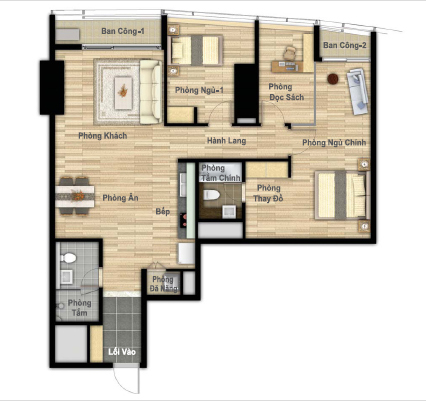 Ban Công-1
Ban Công-2
Phòng Ngủ-1
Phòng
Đọc Sách
Phòng Khách
Hành Lang
Phòng Ngủ Chính
Phòng
Tắm Chính
Phòng
Thay Đồ
Phòng Ăn
Bếp
Phòng
Đa Năng
Phòng
Tắm
Lối Vào